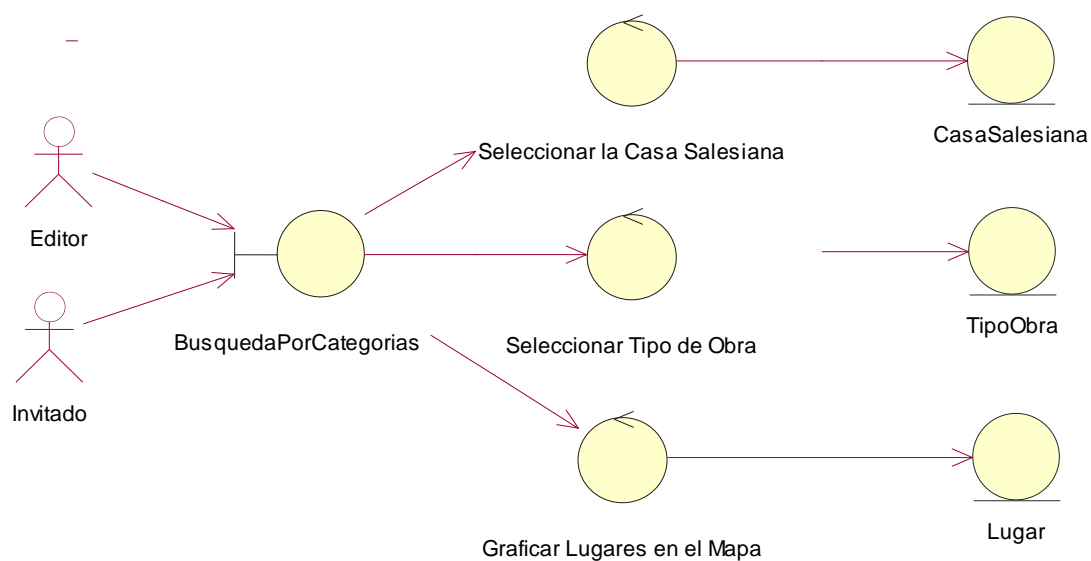 Seleccionar la Casa Salesiana
CasaSalesiana
Editor
BusquedaPorCategorias
Seleccionar Tipo de Obra
TipoObra
Invitado
Graficar Lugares en el Mapa
Lugar